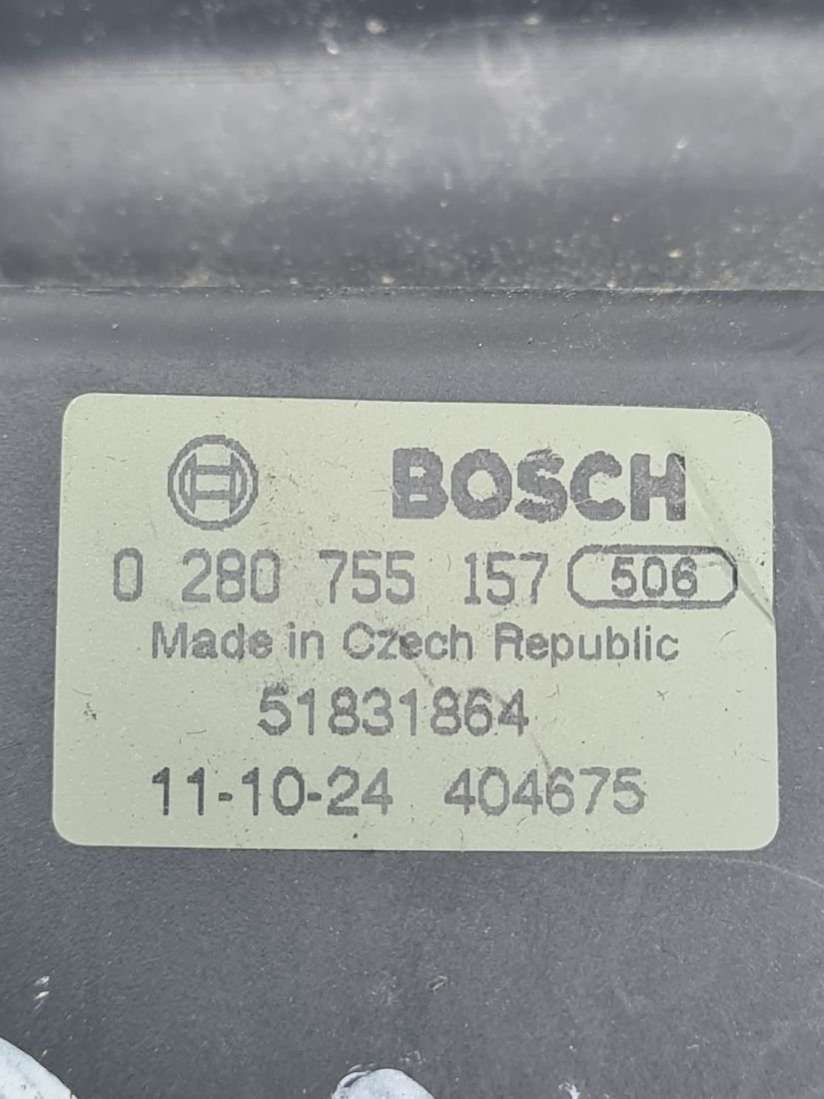 BOSCH
0 280 755 157 506
Made in Czech Republic
51831864
11-10-24 404675